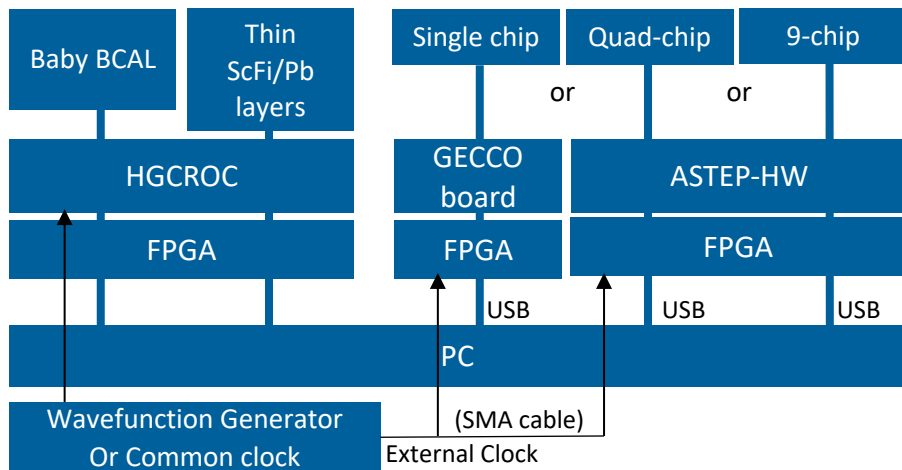 Baby BCAL
Thin
ScFi/Pb
layers
Single chip
Quad-chip
9-chip
or
or
HGCROC
GECCO
board
ASTEP-HW
FPGA
FPGA
FPGA
USB
USB
USB
PC
Wavefunction Generator
Or Common clock
(SMA cable)
External Clock